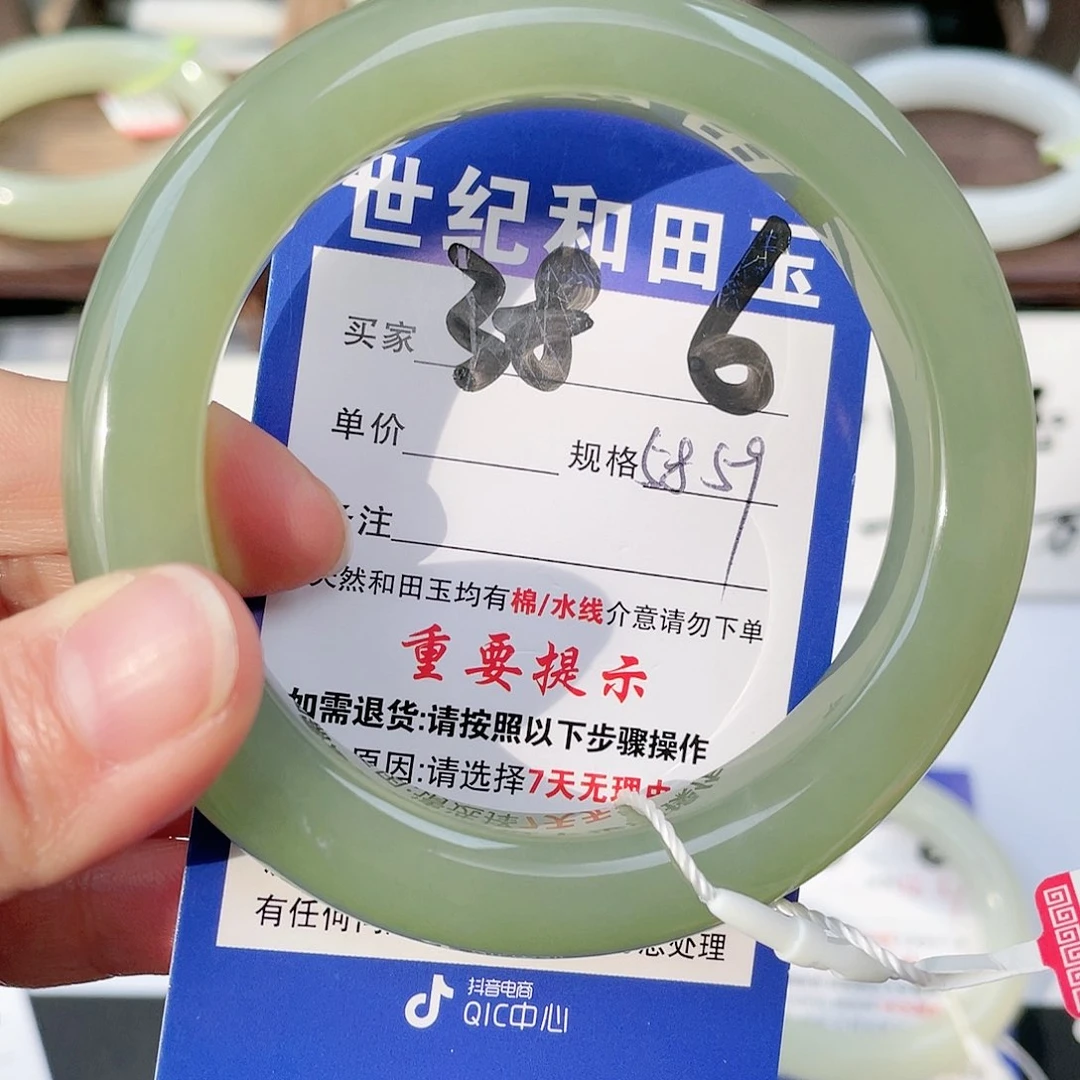 世纪和田玉
买家 38 6
单价 规格 58 59
注
天然和田玉均有棉/水线介意请勿下单
重要提示
如需退货:请按照以下步骤操作
原因:请选择7天无理由
有任何
处理
抖音电商
QIC中心